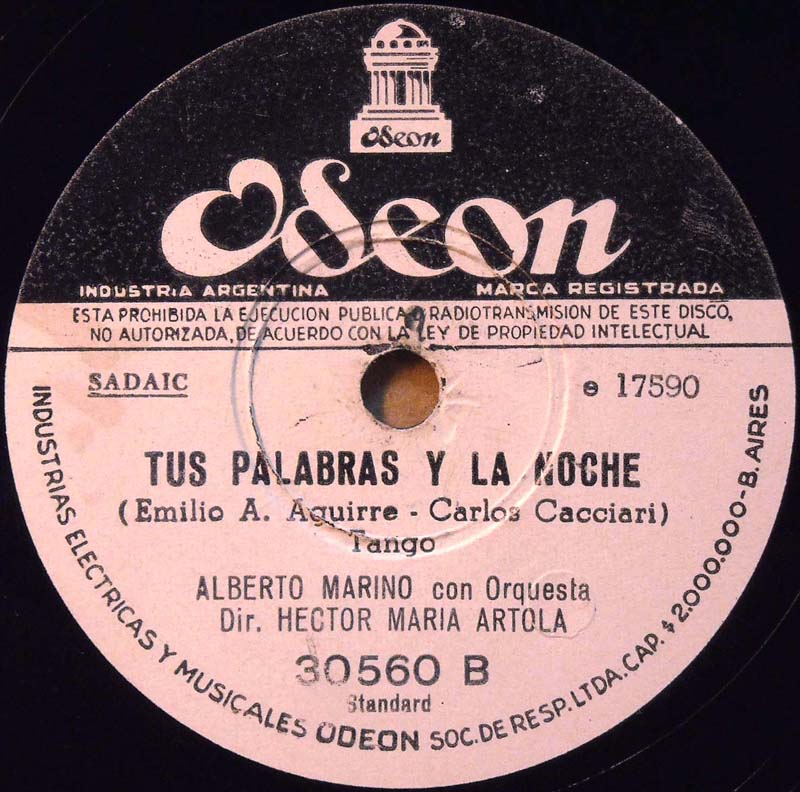 Odeon
Odeon
INDUSTRIA ARGENTINA MARCA REGISTRADA
ESTA PROHIBIDA LA EJECUCION PUBLICA O RADIOTRANSMISION DE ESTE DISCO,
NO AUTORIZADA, DE ACUERDO CON LA LEY DE PROPIEDAD INTELECTUAL
SADAIC e 17590
TUS PALABRAS Y LA NOCHE
(Emilio A. Aguirre - Carlos Cacciari)
Tango
ALBERTO MARINO con Orquesta
Dir. HECTOR MARIA ARTOLA
30560 B
Standard
INDUSTRIAS ELECTRICAS Y MUSICALES ODEON SOC. DE RESP. LTDA. CAP. $2.000.000-B. AIRES